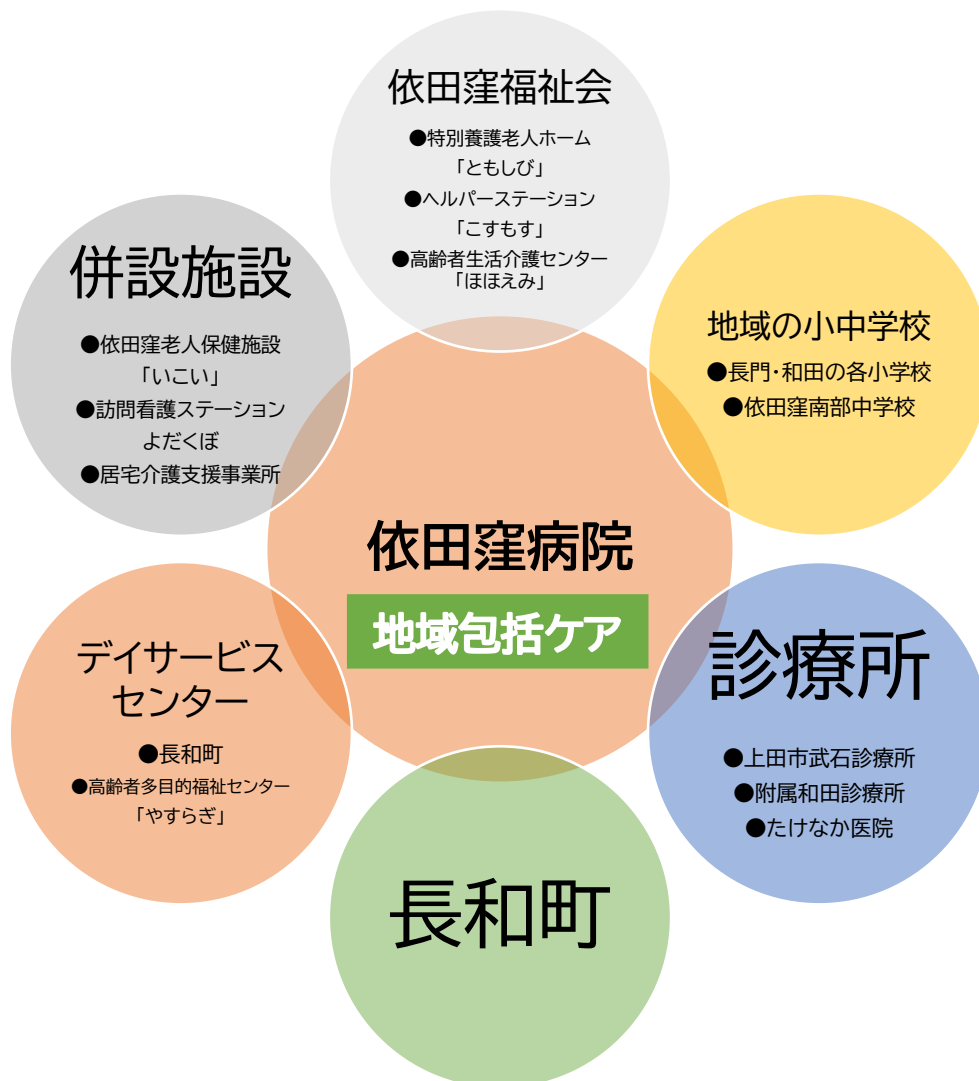 依田窪福祉会
●特別養護老人ホーム
「ともしび」
●ヘルパーステーション
「こすもす」
●高齢者生活介護センター
「ほほえみ」
併設施設
●依田窪老人保健施設
「いこい」
●訪問看護ステーション
よだくぼ
●居宅介護支援事業所
地域の小中学校
●長門・和田の各小学校
●依田窪南部中学校
依田窪病院
地域包括ケア
デイサービス
センター
●長和町
●高齢者多目的福祉センター
「やすらぎ」
診療所
●上田市武石診療所
●附属和田診療所
●たけなか医院
長和町